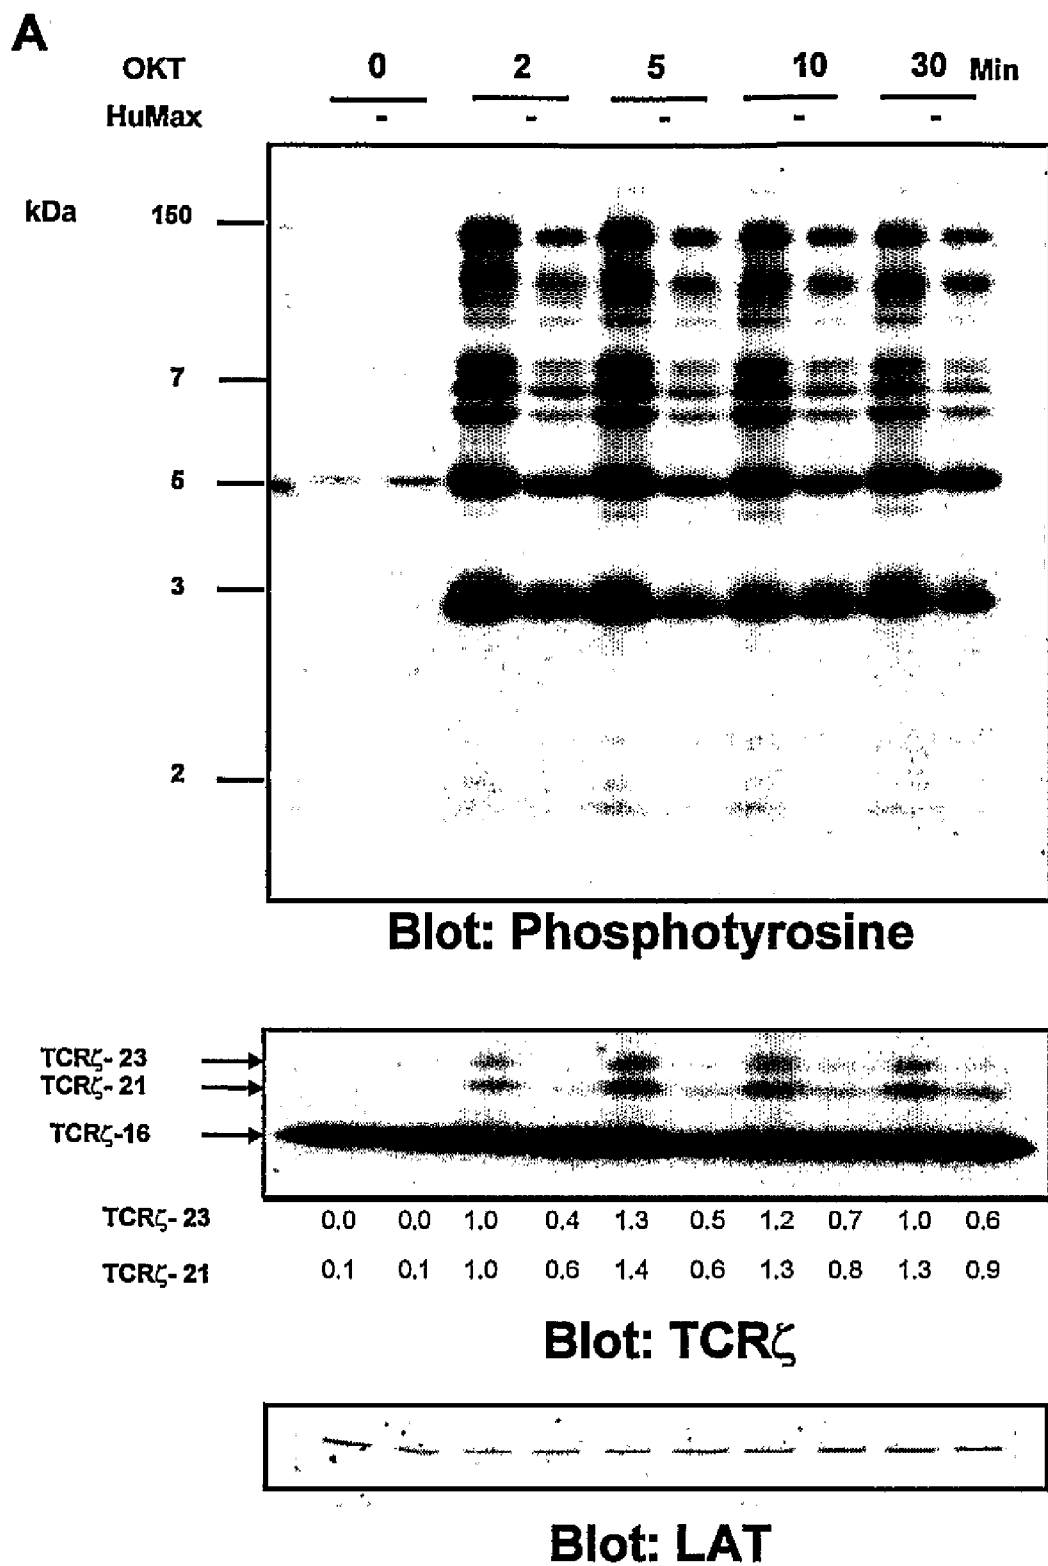 A
OKT 0 2 5 10 30 Min
HuMax - - - - -
kDa 150
7
5
3
2
Blot: Phosphotyrosine
TCRζ- 23
TCRζ- 21
TCRζ-16
TCRζ- 23 0.0 0.0 1.0 0.4 1.3 0.5 1.2 0.7 1.0 0.6
TCRζ- 21 0.1 0.1 1.0 0.6 1.4 0.6 1.3 0.8 1.3 0.9
Blot: TCRζ
Blot: LAT